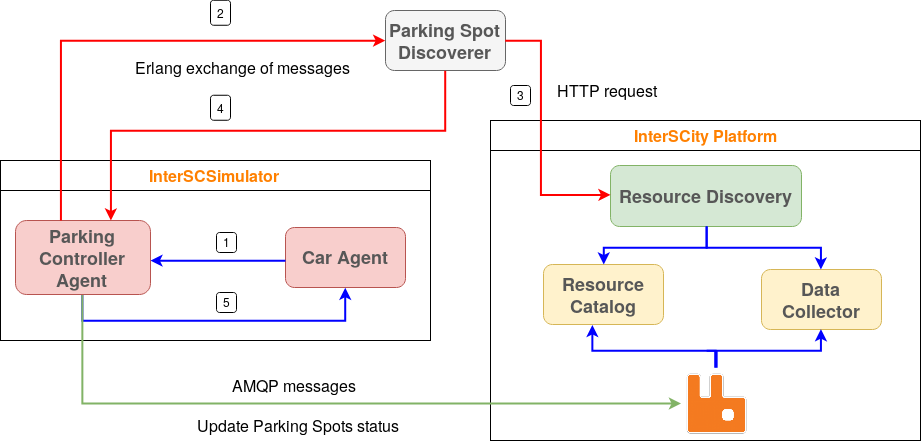 2
Parking Spot
Discoverer
Erlang exchange of messages
3
HTTP request
4
InterSCity Platform
InterSCSimulator
Resource Discovery
Parking
Controller
Agent
1
Car Agent
5
Resource
Catalog
Data
Collector
AMQP messages
Update Parking Spots status